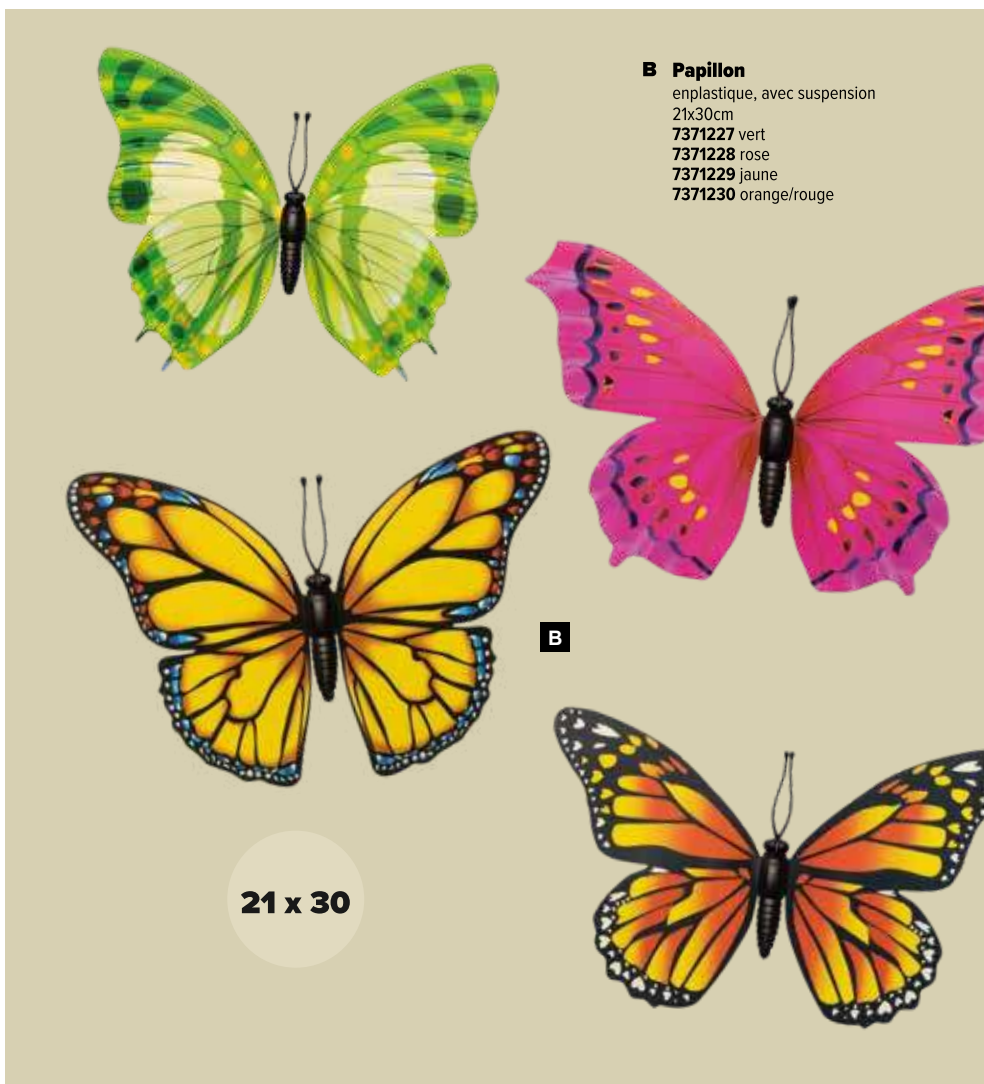 B Papillon
enplastique, avec suspension
21x30cm
7371227 vert
7371228 rose
7371229 jaune
7371230 orange/rouge
B
21 x 30